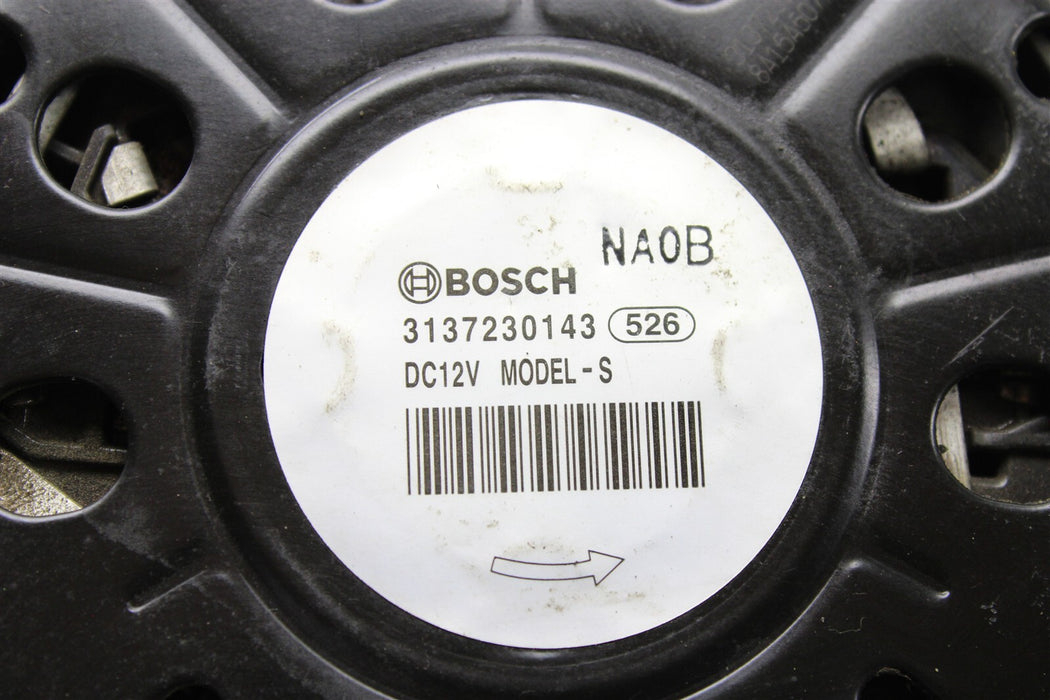 NA0B
BOSCH
3137230143 526
DC12V MODEL-S